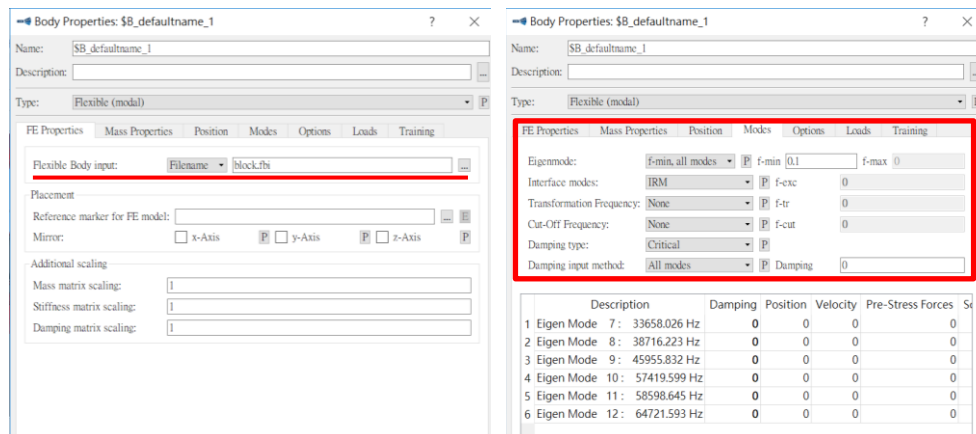 Body Properties: $B_defaultname_1 ?
Name: $B_defaultname_1
Description: ...
Type: Flexible (modal) P
FE Properties Mass Properties Position Modes Options Loads Training
Flexible Body input: Filename block.fbi ...
Placement
Reference marker for FE model: ... E
Mirror: x-Axis P y-Axis P z-Axis P
Additional scaling
Mass matrix scaling: 1
Stiffness matrix scaling: 1
Damping matrix scaling: 1
Body Properties: $B_defaultname_1 ?
Name: $B_defaultname_1
Description:
Type: Flexible (modal)
FE Properties Mass Properties Position Modes Options Loads Training
Eigenmode: f-min, all modes P f-min 0.1 f-max 0
Interface modes: IRM P f-exc 0
Transformation Frequency: None P f-tr 0
Cut-Off Frequency: None P f-cut 0
Damping type: Critical P
Damping input method: All modes P Damping 0
Description Damping Position Velocity Pre-Stress Forces
1 Eigen Mode 7 : 33658.026 Hz 0 0 0 0
2 Eigen Mode 8 : 38716.223 Hz 0 0 0 0
3 Eigen Mode 9 : 45955.832 Hz 0 0 0 0
4 Eigen Mode 10 : 57419.599 Hz 0 0 0 0
5 Eigen Mode 11 : 58598.645 Hz 0 0 0 0
6 Eigen Mode 12 : 64721.593 Hz 0 0 0 0